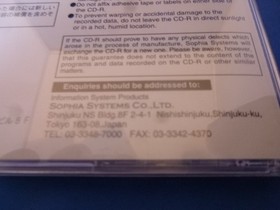 ●Do not affix adhesive tape or labels on either side of
the CD-R.
●To prevent warping or accidental damage to the
recorded data, do not leave the CD-R in direct sunlight
or in a hot, humid location.
If the CD-R should prove to have any physical defects which
arise in the process of manufacture, Sophia Systems will
exchange the CD-R for a new one. Please be aware, however,
that this guarantee does not extend to the content of the
programs and data recorded on the CD-R or other written
content.
Enquiries should be addressed to:
Information System Products
SOPHIA SYSTEMS CO.,LTD.
Shinjuku NS Bldg.8F 2-4-1 Nishishinjuku,Shinjuku-ku,
Tokyo 163-08,Japan
TEL: 03-3348-7000 FAX: 03-3342-4370